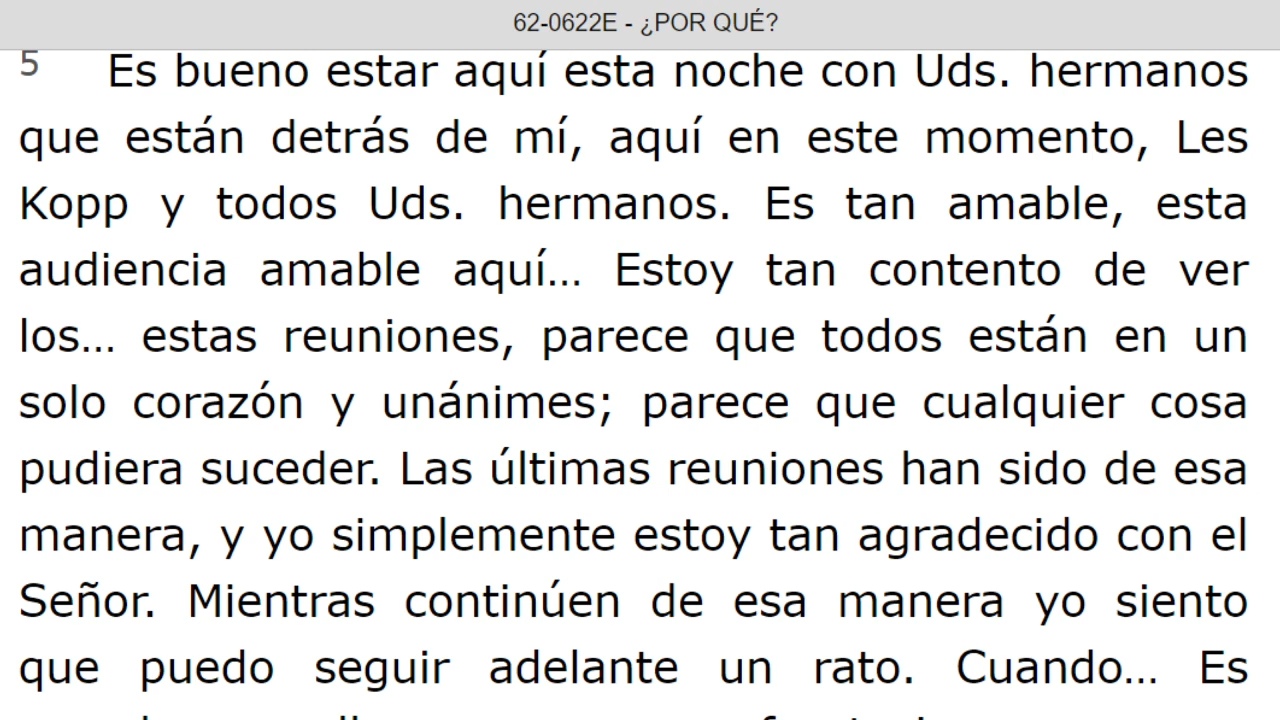 62-0622E - ¿POR QUÉ?
5 Es bueno estar aquí esta noche con Uds. hermanos
que están detrás de mí, aquí en este momento, Les
Kopp y todos Uds. hermanos. Es tan amable, esta
audiencia amable aquí... Estoy tan contento de ver
los... estas reuniones, parece que todos están en un
solo corazón y unánimes; parece que cualquier cosa
pudiera suceder. Las últimas reuniones han sido de esa
manera, y yo simplemente estoy tan agradecido con el
Señor. Mientras continúen de esa manera yo siento
que puedo seguir adelante un rato. Cuando... Es